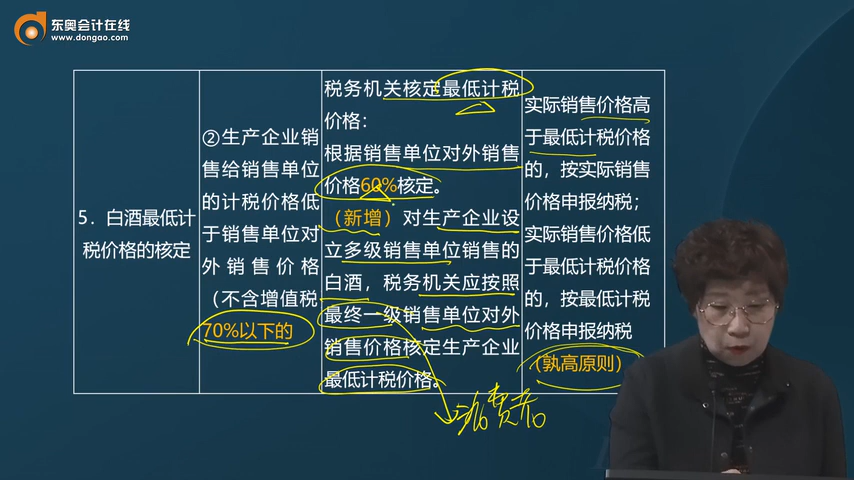 东奥会计在线
www.dongao.com
5. 白酒最低计
税价格的核定
②生产企业销
售给销售单位
的计税价格低
于销售单位对
外销售价格
（不含增值税
70%以下的
税务机关核定最低计税
价格：
根据销售单位对外销售
价格60%核定。
（新增）对生产企业设
立多级销售单位销售的
白酒，税务机关应按照
最终一级销售单位对外
销售价格核定生产企业
最低计税价格。
实际销售价格高
于最低计税价格
的，按实际销售
价格申报纳税；
实际销售价格低
于最低计税价格
的，按最低计税
价格申报纳税
（孰高原则）
消费者